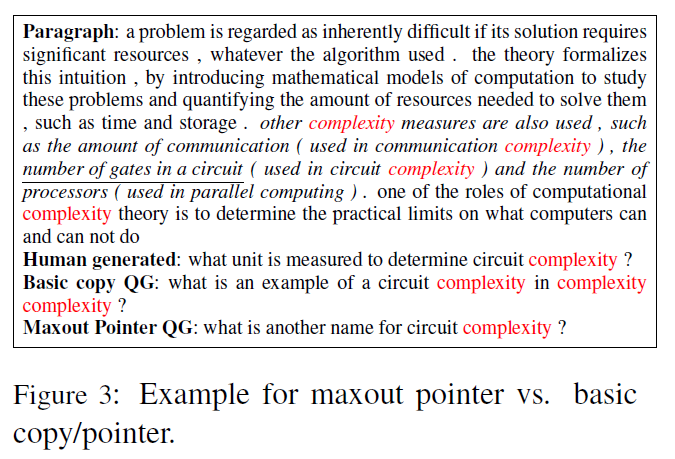 Paragraph: a problem is regarded as inherently difficult if its solution requires
significant resources , whatever the algorithm used . the theory formalizes
this intuition , by introducing mathematical models of computation to study
these problems and quantifying the amount of resources needed to solve them
, such as time and storage . other complexity measures are also used , such
as the amount of communication ( used in communication complexity ) , the
number of gates in a circuit ( used in circuit complexity ) and the number of
processors ( used in parallel computing ) . one of the roles of computational
complexity theory is to determine the practical limits on what computers can
and can not do
Human generated: what unit is measured to determine circuit complexity ?
Basic copy QG: what is an example of a circuit complexity in complexity
complexity ?
Maxout Pointer QG: what is another name for circuit complexity ?
Figure 3: Example for maxout pointer vs. basic
copy/pointer.